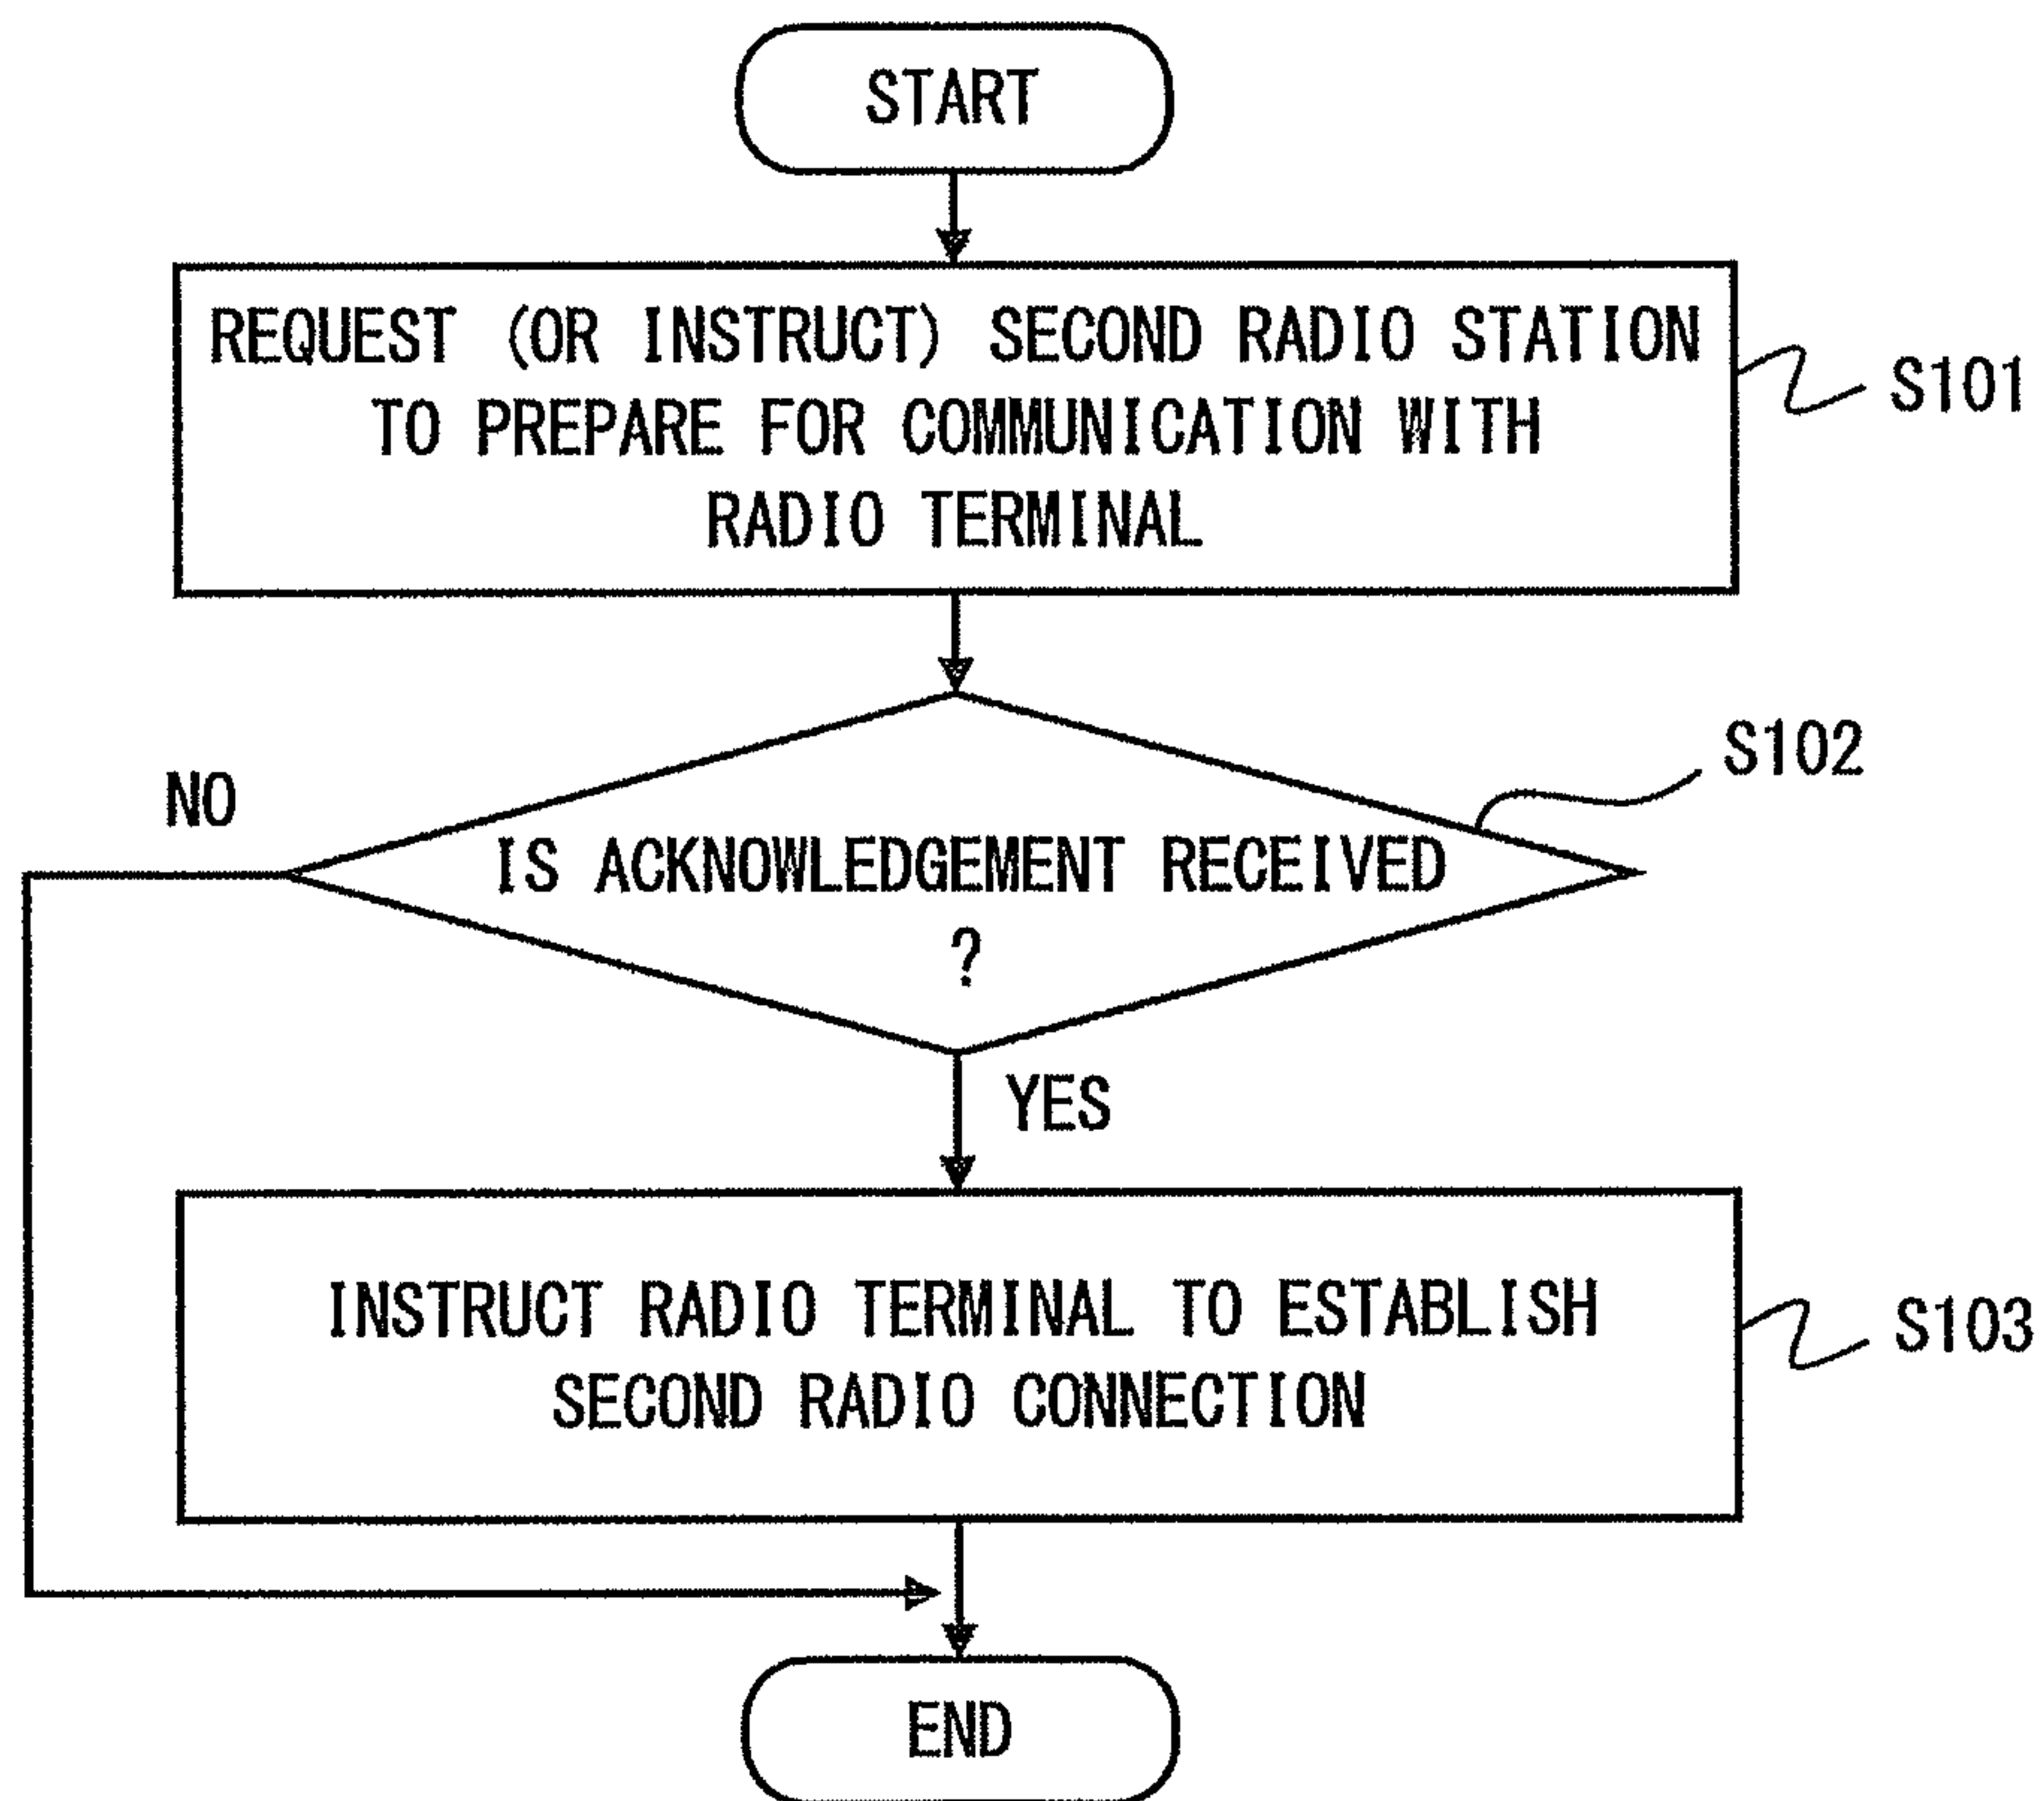 START
REQUEST (OR INSTRUCT) SECOND RADIO STATION
TO PREPARE FOR COMMUNICATION WITH
RADIO TERMINAL
S101
S102
NO
IS ACKNOWLEDGEMENT RECEIVED
?
YES
INSTRUCT RADIO TERMINAL TO ESTABLISH
SECOND RADIO CONNECTION
S103
END